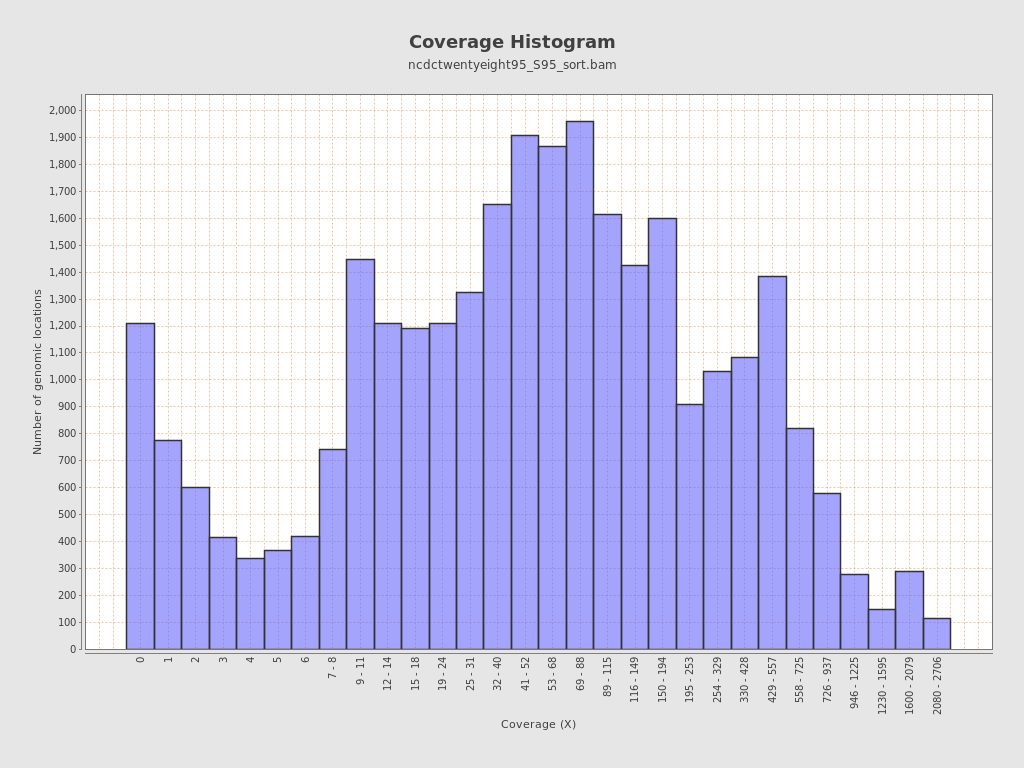 Coverage Histogram
ncdctwentyeight95_S95_sort.bam
Number of genomic locations
2,000
1,900
1,800
1,700
1,600
1,500
1,400
1,300
1,200
1,100
1,000
900
800
700
600
500
400
300
200
100
0
0
1
2
3
4
5
6
7 - 8
9 - 11
12 - 14
15 - 18
19 - 24
25 - 31
32 - 40
41 - 52
53 - 68
69 - 88
89 - 115
116 - 149
150 - 194
195 - 253
254 - 329
330 - 428
429 - 557
558 - 725
726 - 937
946 - 1225
1230 - 1595
1600 - 2079
2080 - 2706
Coverage (X)